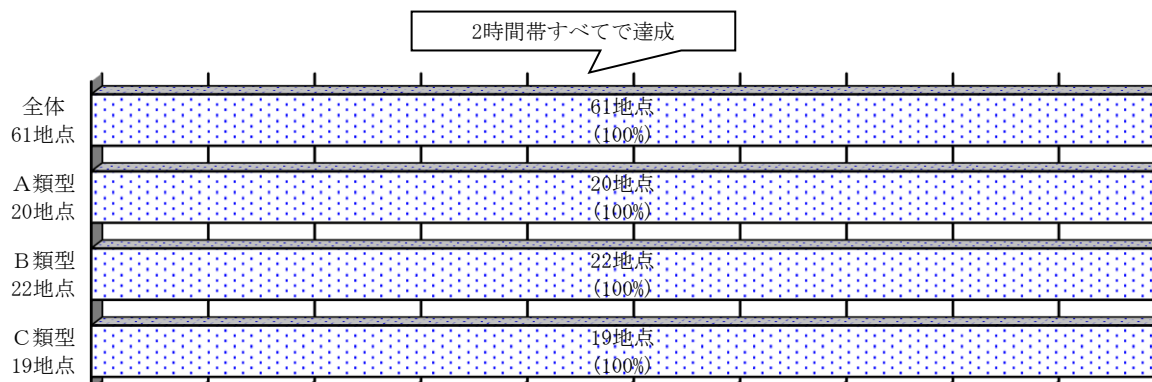 2時間帯すべてで達成
全体
61地点
61地点
(100%)
A類型
20地点
20地点
(100%)
B類型
22地点
22地点
(100%)
C類型
19地点
19地点
(100%)